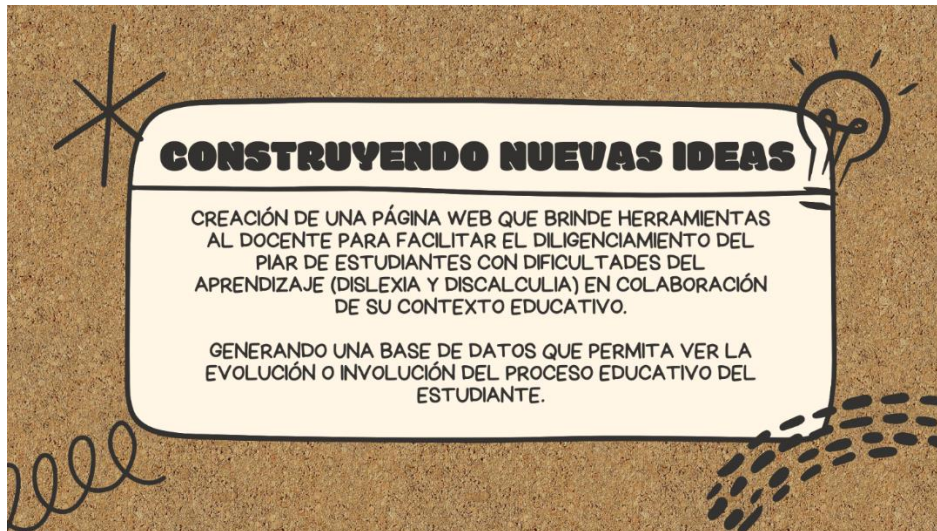 CONSTRUYENDO NUEVAS IDEAS
CREACIÓN DE UNA PÁGINA WEB QUE BRINDE HERRAMIENTAS
AL DOCENTE PARA FACILITAR EL DILIGENCIAMIENTO DEL
PIAR DE ESTUDIANTES CON DIFICULTADES DEL
APRENDIZAJE (DISLEXIA Y DISCALCULIA) EN COLABORACIÓN
DE SU CONTEXTO EDUCATIVO.
GENERANDO UNA BASE DE DATOS QUE PERMITA VER LA
EVOLUCIÓN O INVOLUCIÓN DEL PROCESO EDUCATIVO DEL
ESTUDIANTE.